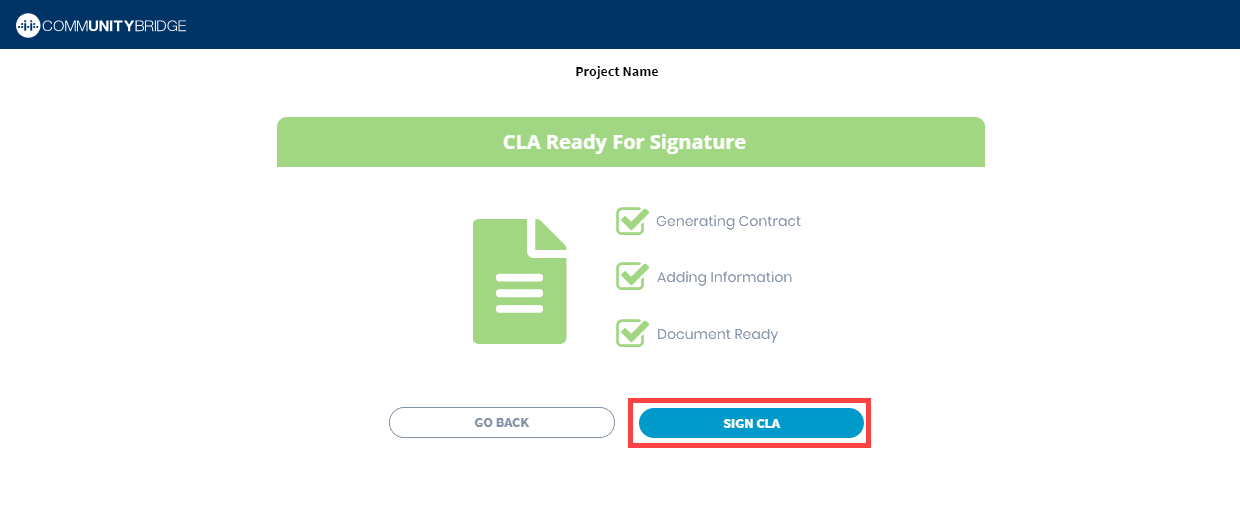 COMMUNITYBRIDGE
Project Name
CLA Ready For Signature
Generating Contract
Adding Information
Document Ready
GO BACK
SIGN CLA